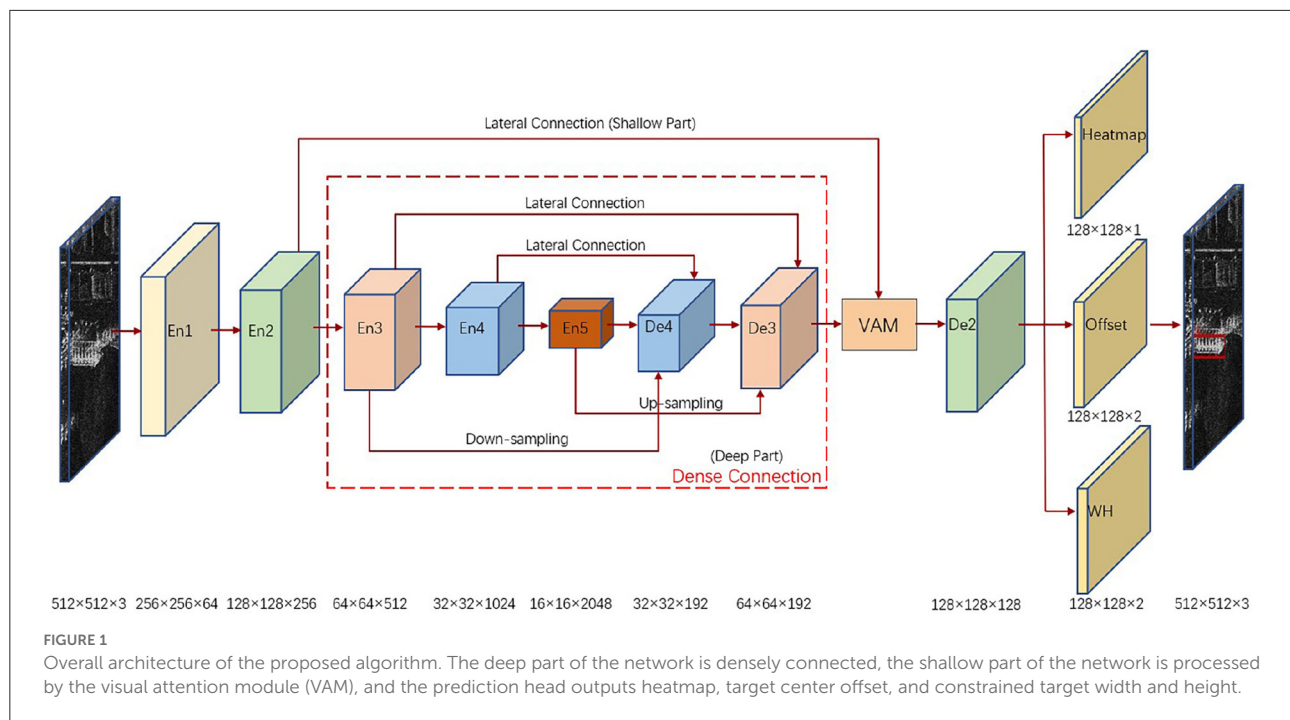 Lateral Connection (Shallow Part)
Lateral Connection
Lateral Connection
En1
En2
En3
En4
En5
De4
De3
VAM
De2
Heatmap
128×128×1
Offset
128×128×2
WH
Up-sampling
Down-sampling
(Deep Part)
Dense Connection
512×512×3
256×256×64
128×128×256
64×64×512
32×32×1024
16×16×2048
32×32×192
64×64×192
128×128×128
128×128×2
512×512×3
FIGURE 1
Overall architecture of the proposed algorithm. The deep part of the network is densely connected, the shallow part of the network is processed
by the visual attention module (VAM), and the prediction head outputs heatmap, target center offset, and constrained target width and height.